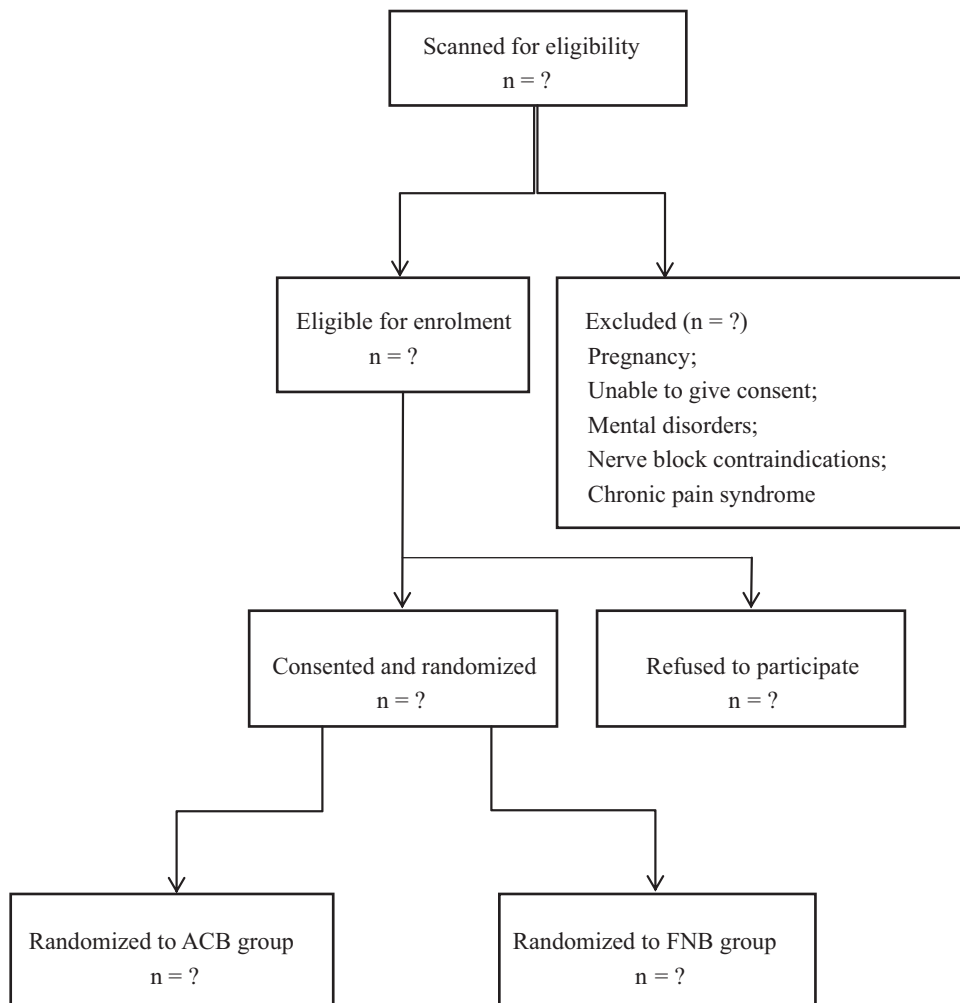 Scanned for eligibility
n = ?
Eligible for enrolment
n = ?
Excluded (n = ?)
Pregnancy;
Unable to give consent;
Mental disorders;
Nerve block contraindications;
Chronic pain syndrome
Consented and randomized
n = ?
Refused to participate
n = ?
Randomized to ACB group
n = ?
Randomized to FNB group
n = ?